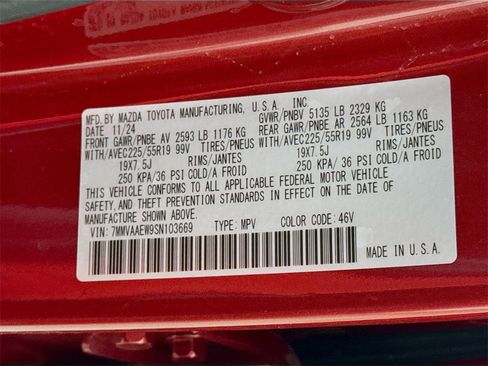 MFD. BY MAZDA TOYOTA MANUFACTURING, U.S.A. INC.
DATE 11/24 GVWR/PNBV 5135 LB 2329 KG
FRONT GAWR/PNBE AV 2593 LB 1176 KG REAR GAWR/PNBE AR 2564 LB 1163 KG
WITH/AVEC225/55R19 99V TIRES/PNEUS WITH/AVEC225/55R19 99V TIRES/PNEUS
19X7.5J RIMS/JANTES 19X7.5J RIMS/JANTES
250 KPA/36 PSI COLD/A FROID 250 KPA/36 PSI COLD/A FROID
THIS VEHICLE CONFORMS TO ALL APPLICABLE FEDERAL MOTOR VEHICLE
SAFETY, AND THEFT PREVENTION STANDARDS IN EFFECT ON THE DATE OF
MANUFACTURE SHOWN ABOVE.
VIN: 7MMVAAEW9SN103669 TYPE: MPV COLOR CODE: 46V
MADE IN U.S.A.